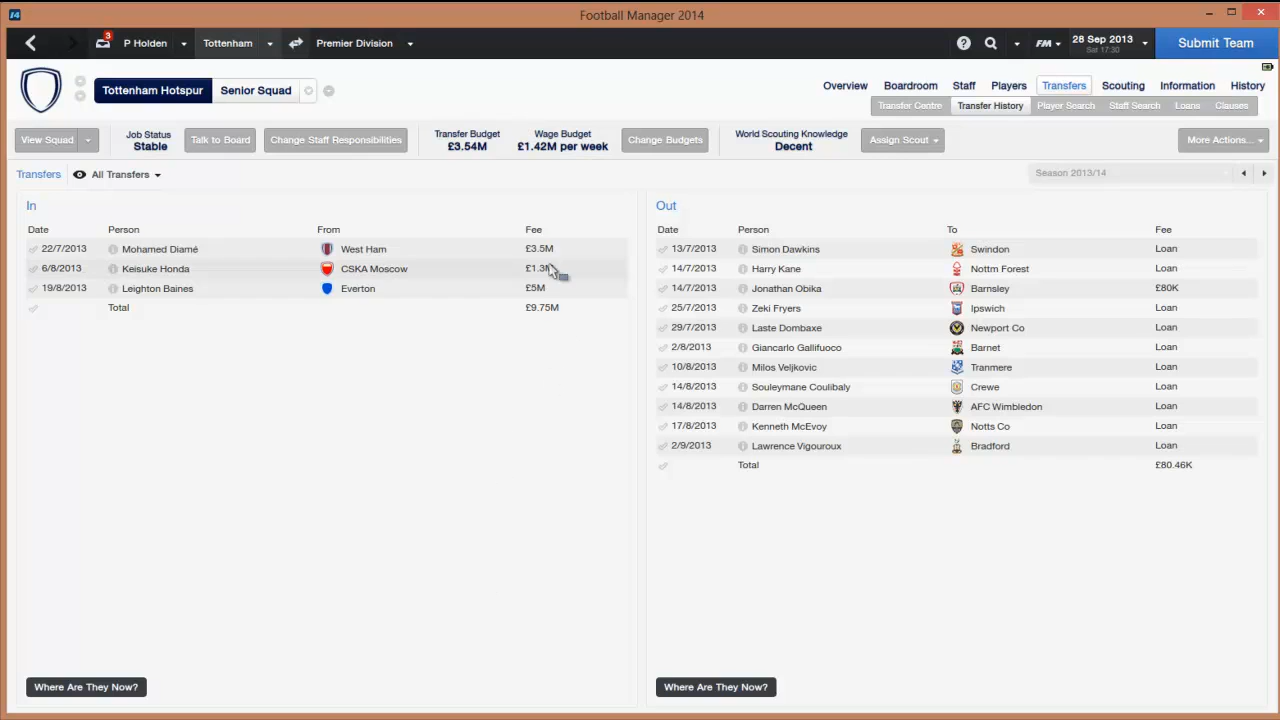 14 Football Manager 2014
3
P Holden Tottenham Premier Division ? FM 28 Sep 2013 Sat 17:30 Submit Team
Tottenham Hotspur Senior Squad
Overview Boardroom Staff Players Transfers Scouting Information History
Transfer Centre Transfer History Player Search Staff Search Loans Clauses
View Squad Job Status Stable Talk to Board Change Staff Responsibilities Transfer Budget £3.54M Wage Budget £1.42M per week Change Budgets World Scouting Knowledge Decent Assign Scout More Actions...
Transfers All Transfers Season 2013/14
In
Date Person From Fee
22/7/2013 Mohamed Diamé West Ham £3.5M
6/8/2013 Keisuke Honda CSKA Moscow
19/8/2013 Leighton Baines Everton £5M
Total £9.75M
Where Are They Now?
Out
Date Person To Fee
13/7/2013 Simon Dawkins Swindon Loan
14/7/2013 Harry Kane Nottm Forest Loan
14/7/2013 Jonathan Obika Barnsley £80K
25/7/2013 Zeki Fryers Ipswich Loan
29/7/2013 Laste Dombaxe Newport Co Loan
2/8/2013 Giancarlo Gallifuoco Barnet Loan
10/8/2013 Milos Veljkovic Tranmere Loan
14/8/2013 Souleymane Coulibaly Crewe Loan
14/8/2013 Darren McQueen AFC Wimbledon Loan
17/8/2013 Kenneth McEvoy Notts Co Loan
2/9/2013 Lawrence Vigouroux Bradford Loan
Total £80.46K
Where Are They Now?